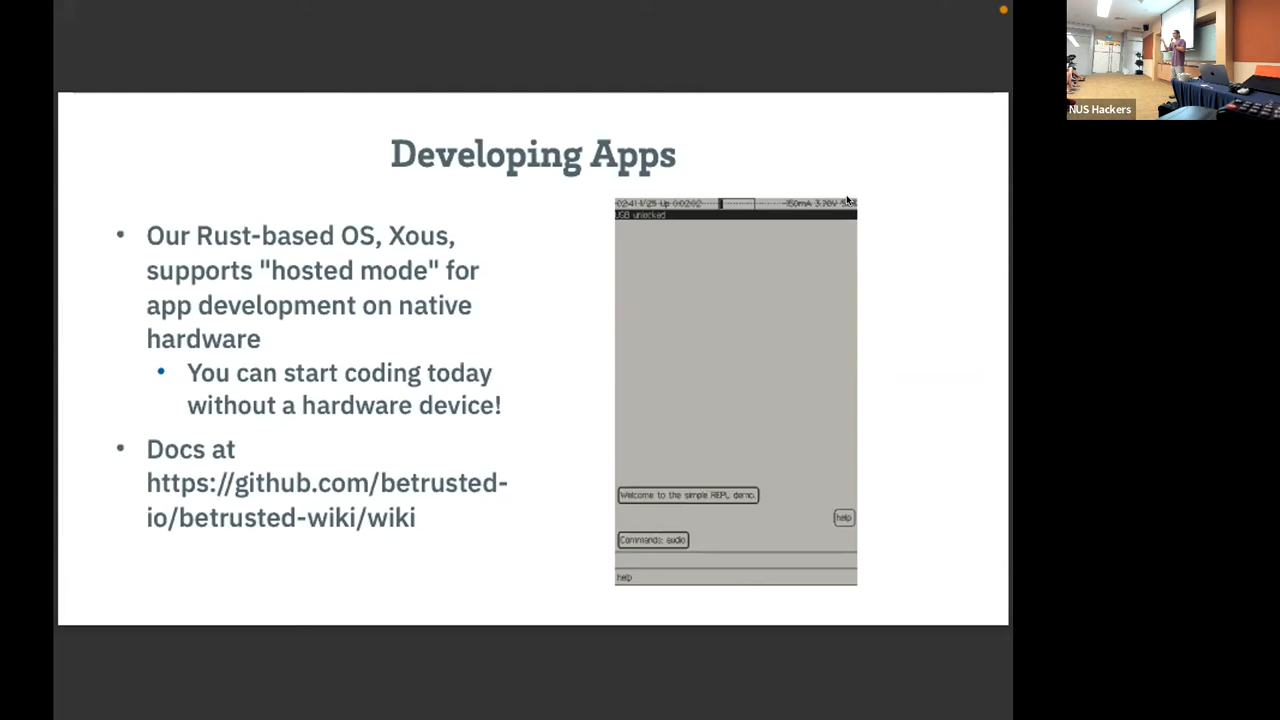 NUS Hackers
Developing Apps
• Our Rust-based OS, Xous,
supports "hosted mode" for
app development on native
hardware
• You can start coding today
without a hardware device!
• Docs at
https://github.com/betrusted-
io/betrusted-wiki/wiki
USB unlocked
Welcome to the simple REPL demo.
help
Commands: audio
help